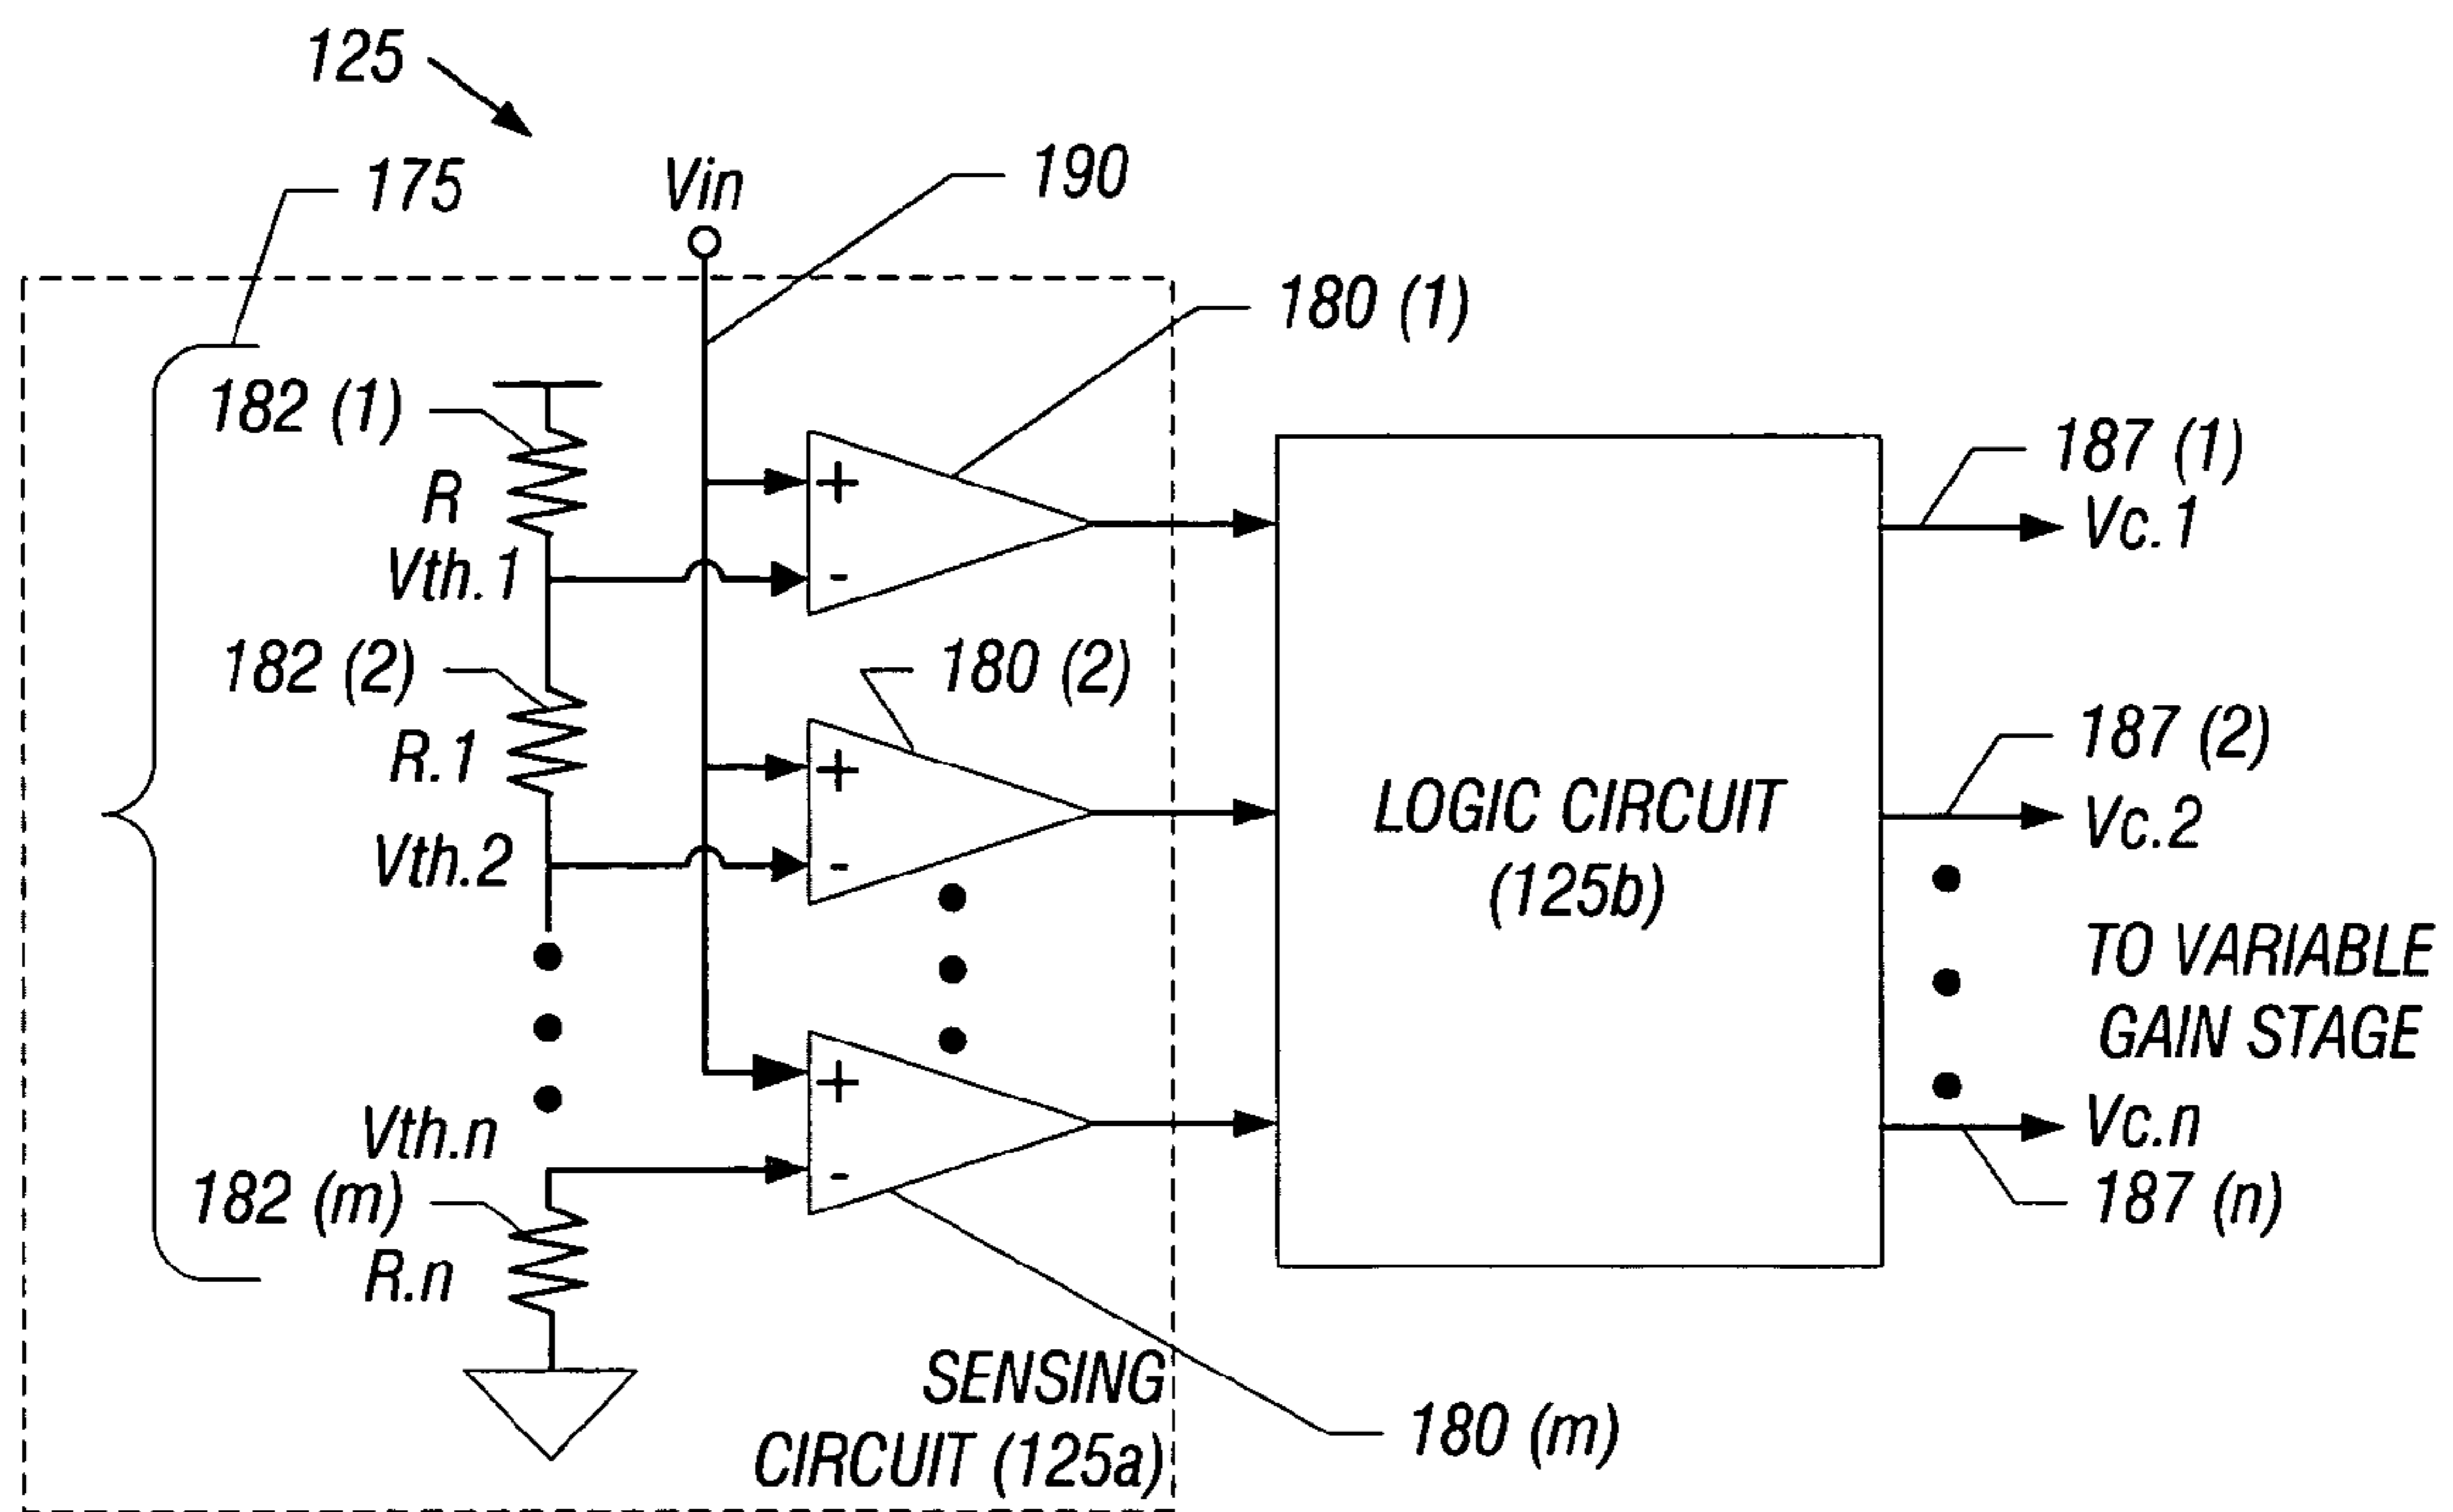 125
175
Vin
190
180 (1)
182 (1)
R
+
-
Vth.1
187 (1)
Vc.1
182 (2)
R.1
180 (2)
+
-
Vth.2
LOGIC CIRCUIT
(125b)
187 (2)
Vc.2
TO VARIABLE
GAIN STAGE
Vth.n
+
-
182 (m)
R.n
Vc.n
187 (n)
SENSING
CIRCUIT (125a)
180 (m)